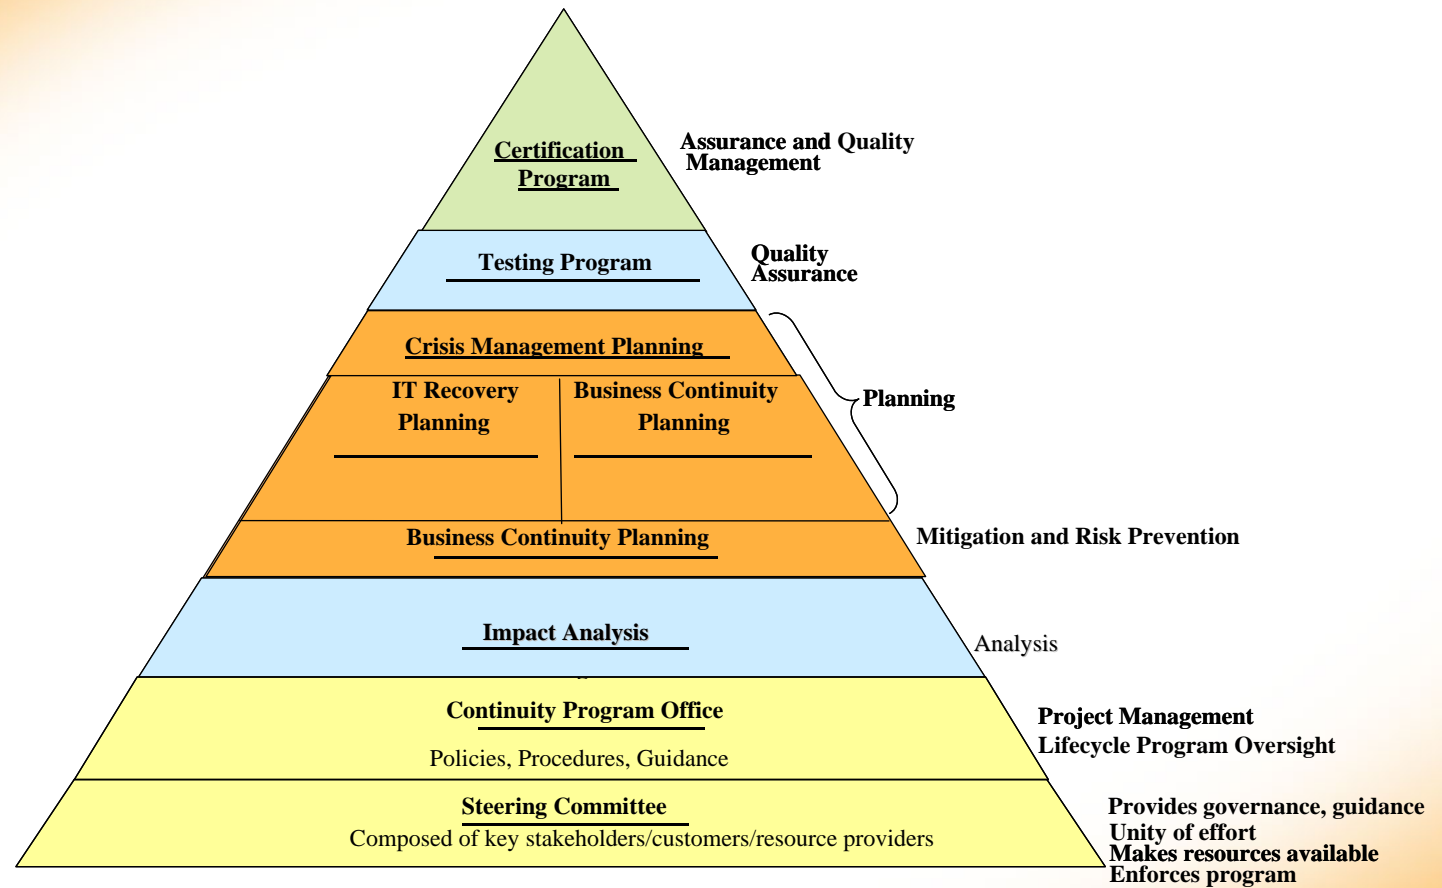 Certification
Program
Assurance and Quality
Management
Testing Program
Quality
Assurance
Crisis Management Planning
IT Recovery
Planning
Business Continuity
Planning
Planning
Business Continuity Planning
Mitigation and Risk Prevention
Impact Analysis
Analysis
Continuity Program Office
Policies, Procedures, Guidance
Project Management
Lifecycle Program Oversight
Steering Committee
Composed of key stakeholders/customers/resource providers
Provides governance, guidance
Unity of effort
Makes resources available
Enforces program